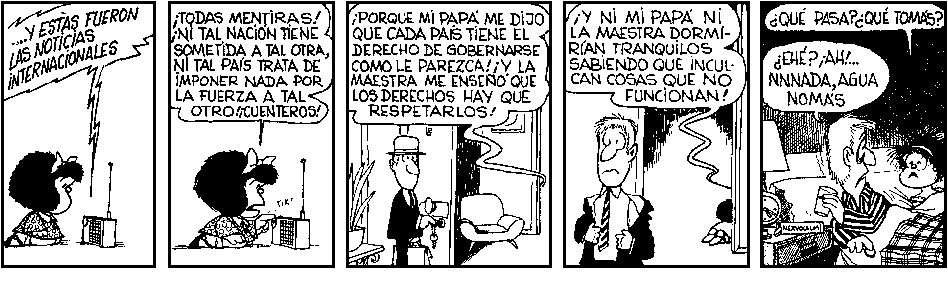 ....Y ESTAS FUERON
LAS NOTICIAS
INTERNACIONALES
¡TODAS MENTIRAS!
¡NI TAL NACIÓN TIENE
SOMETIDA A TAL OTRA,
NI TAL PAÍS TRATA DE
IMPONER NADA POR
LA FUERZA A TAL
OTRO! ¡CUENTEROS!
TIK!
¡PORQUE MI PAPÁ ME DIJO
QUE CADA PAÍS TIENE EL
DERECHO DE GOBERNARSE
COMO LE PAREZCA! ¡Y LA
MAESTRA ME ENSEÑÓ QUE
LOS DERECHOS HAY QUE
RESPETARLOS!
¡Y NI MI PAPÁ NI
LA MAESTRA DORMI-
RÍAN TRANQUILOS
SABIENDO QUE INCUL-
CAN COSAS QUE NO
FUNCIONAN!
¿QUÉ PASA? ¿QUÉ TOMÁS?
¿EHÉ? ¡AH!...
NNNADA, AGUA
NOMÁS
NERVOCALM